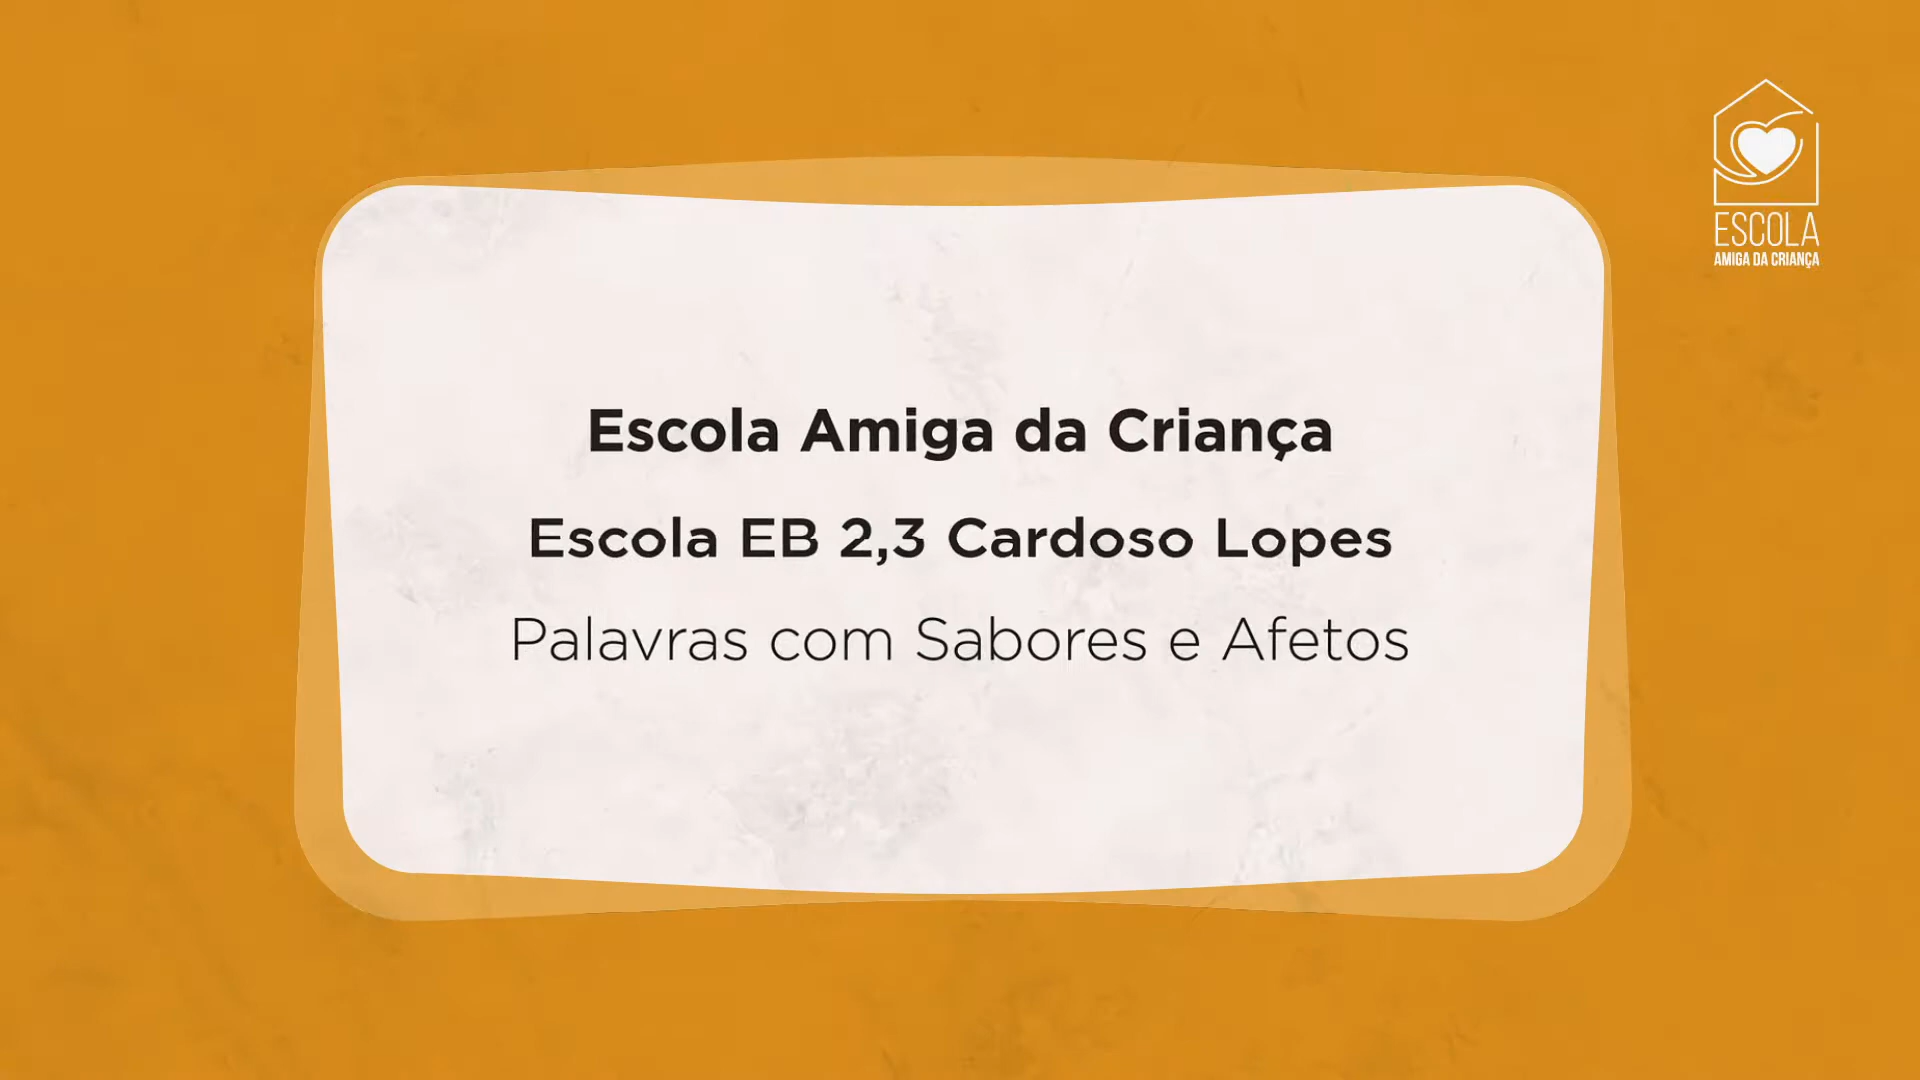 ESCOLA
AMIGA DA CRIANÇA
Escola Amiga da Criança
Escola EB 2,3 Cardoso Lopes
Palavras com Sabores e Afetos